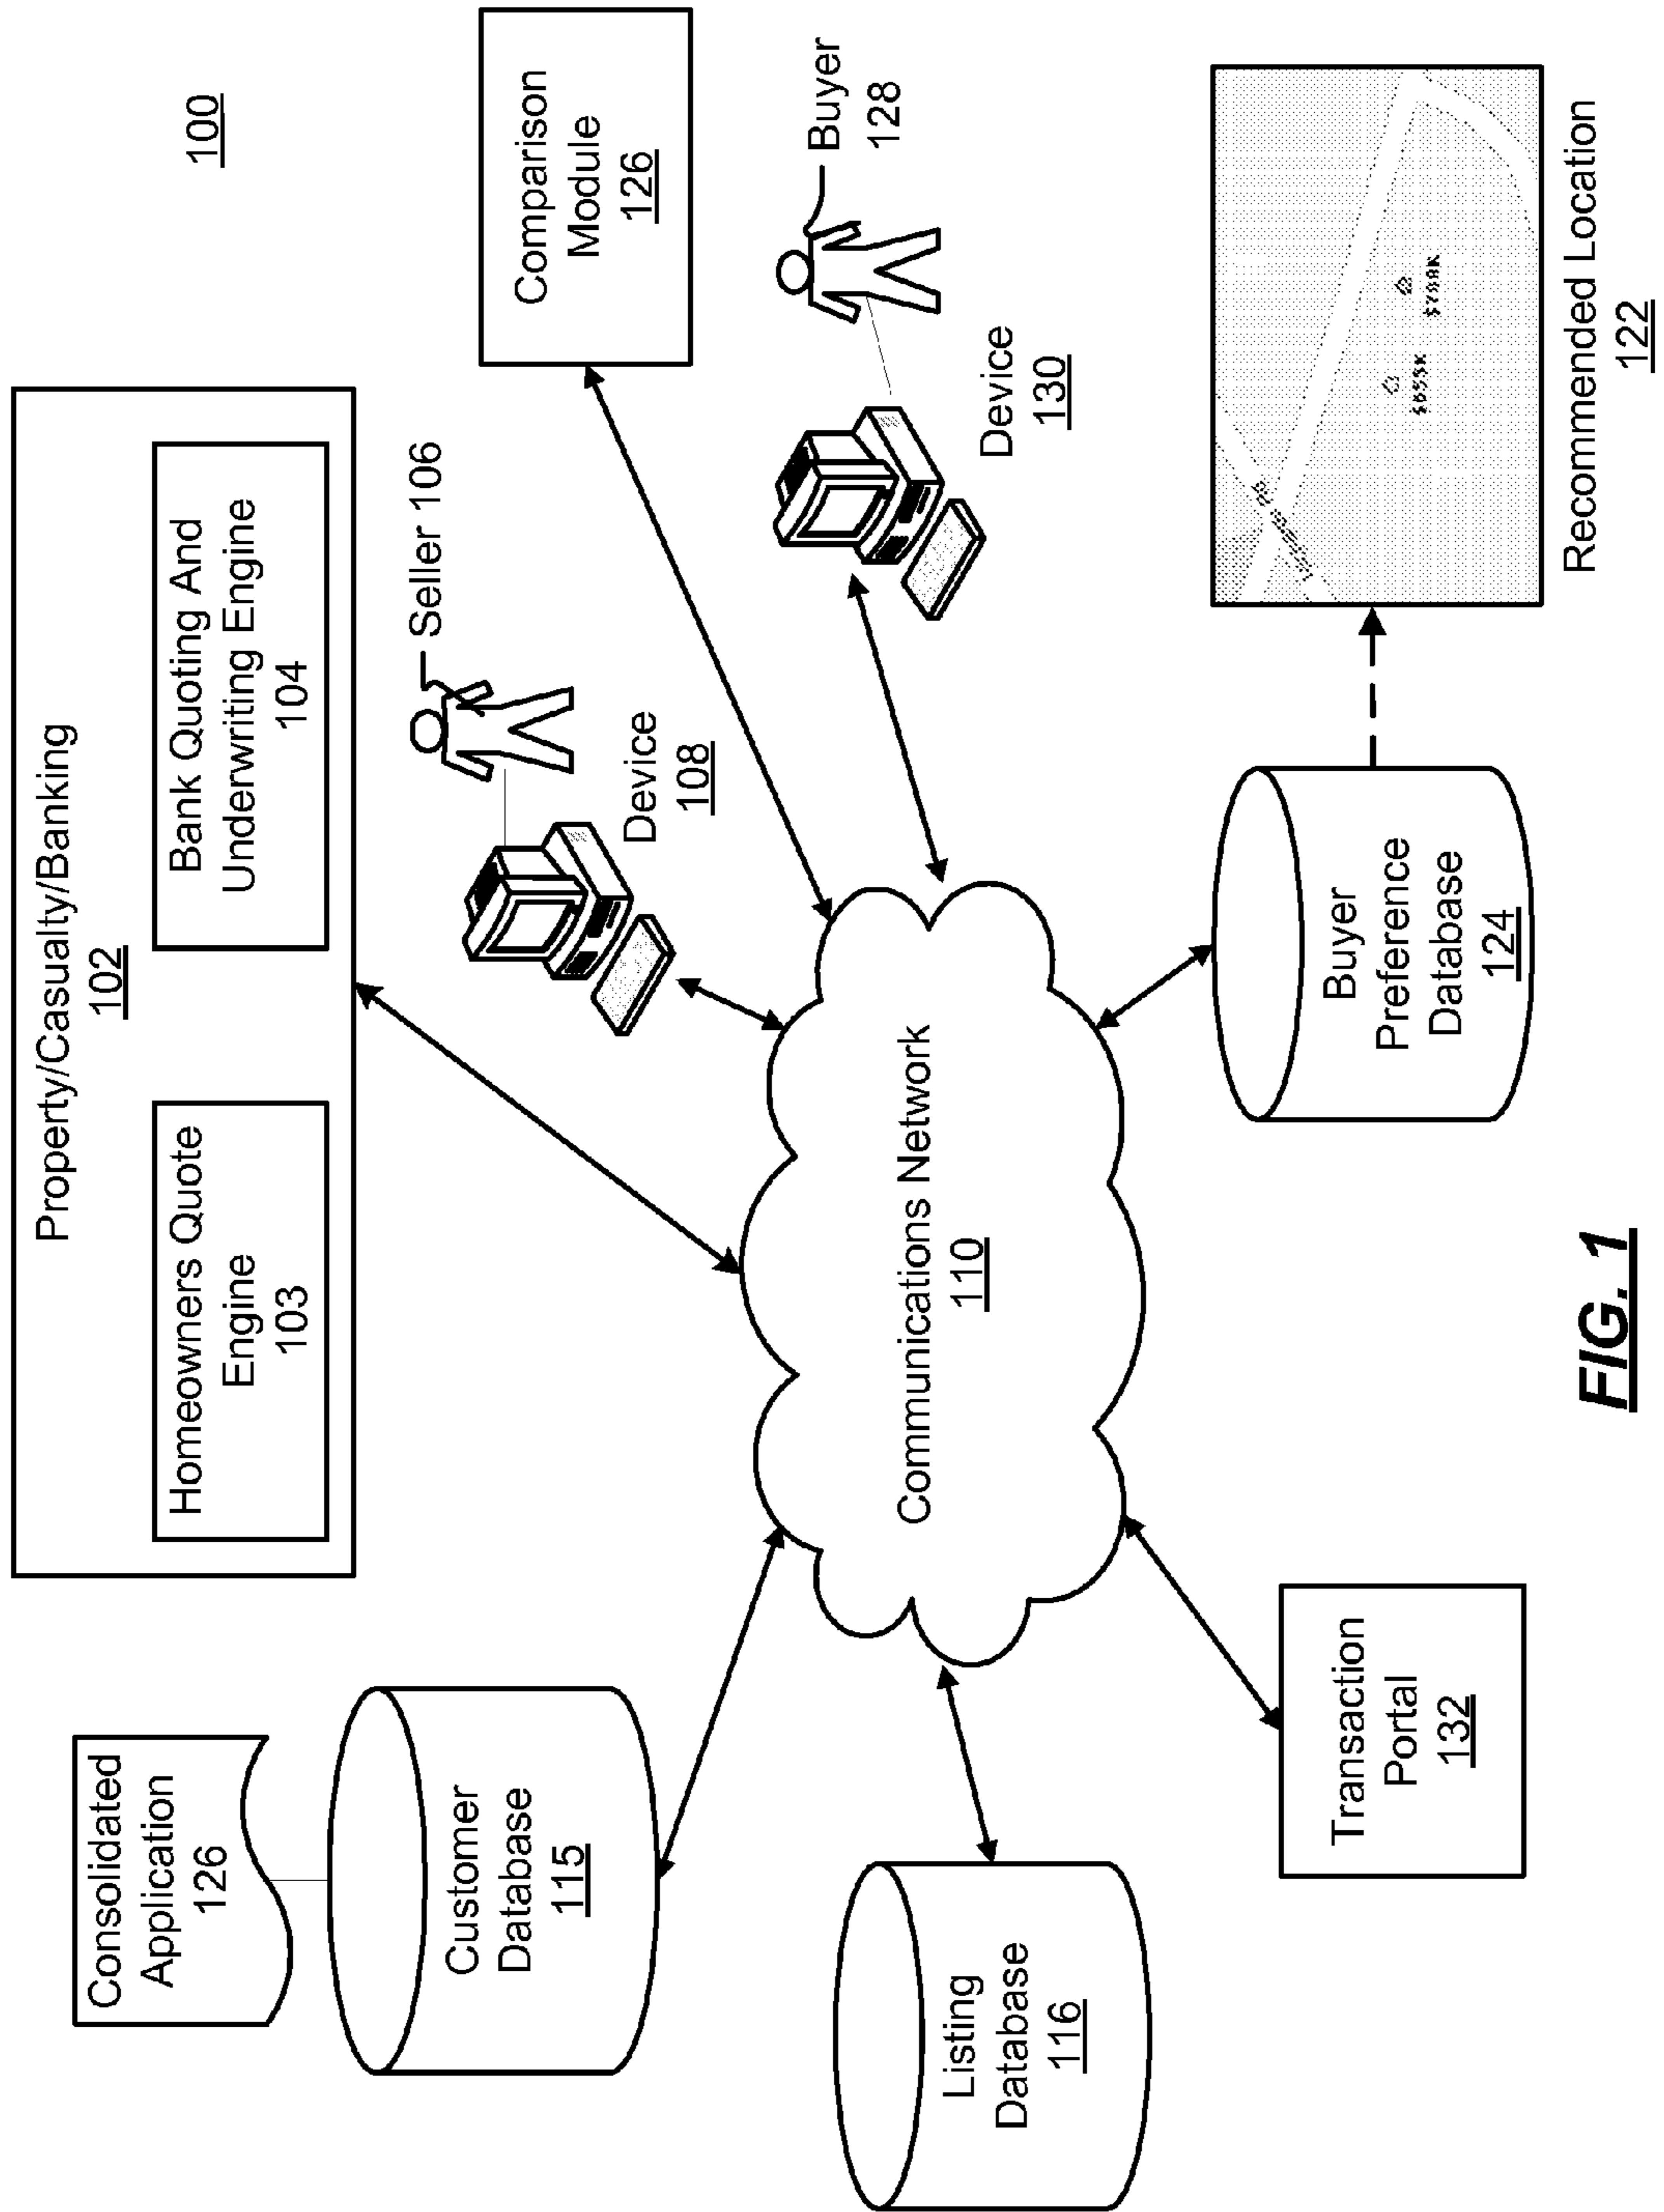 100
Property/Casualty/Banking
102
Homeowners Quote
Engine
103
Bank Quoting And
Underwriting Engine
104
Consolidated
Application
126
Customer
Database
115
Seller 106
Device
108
Comparison
Module
126
Buyer
128
Device
130
Communications Network
110
Listing
Database
116
Transaction
Portal
132
Buyer
Preference
Database
124
$788K
Recommended Location
122
FIG. 1